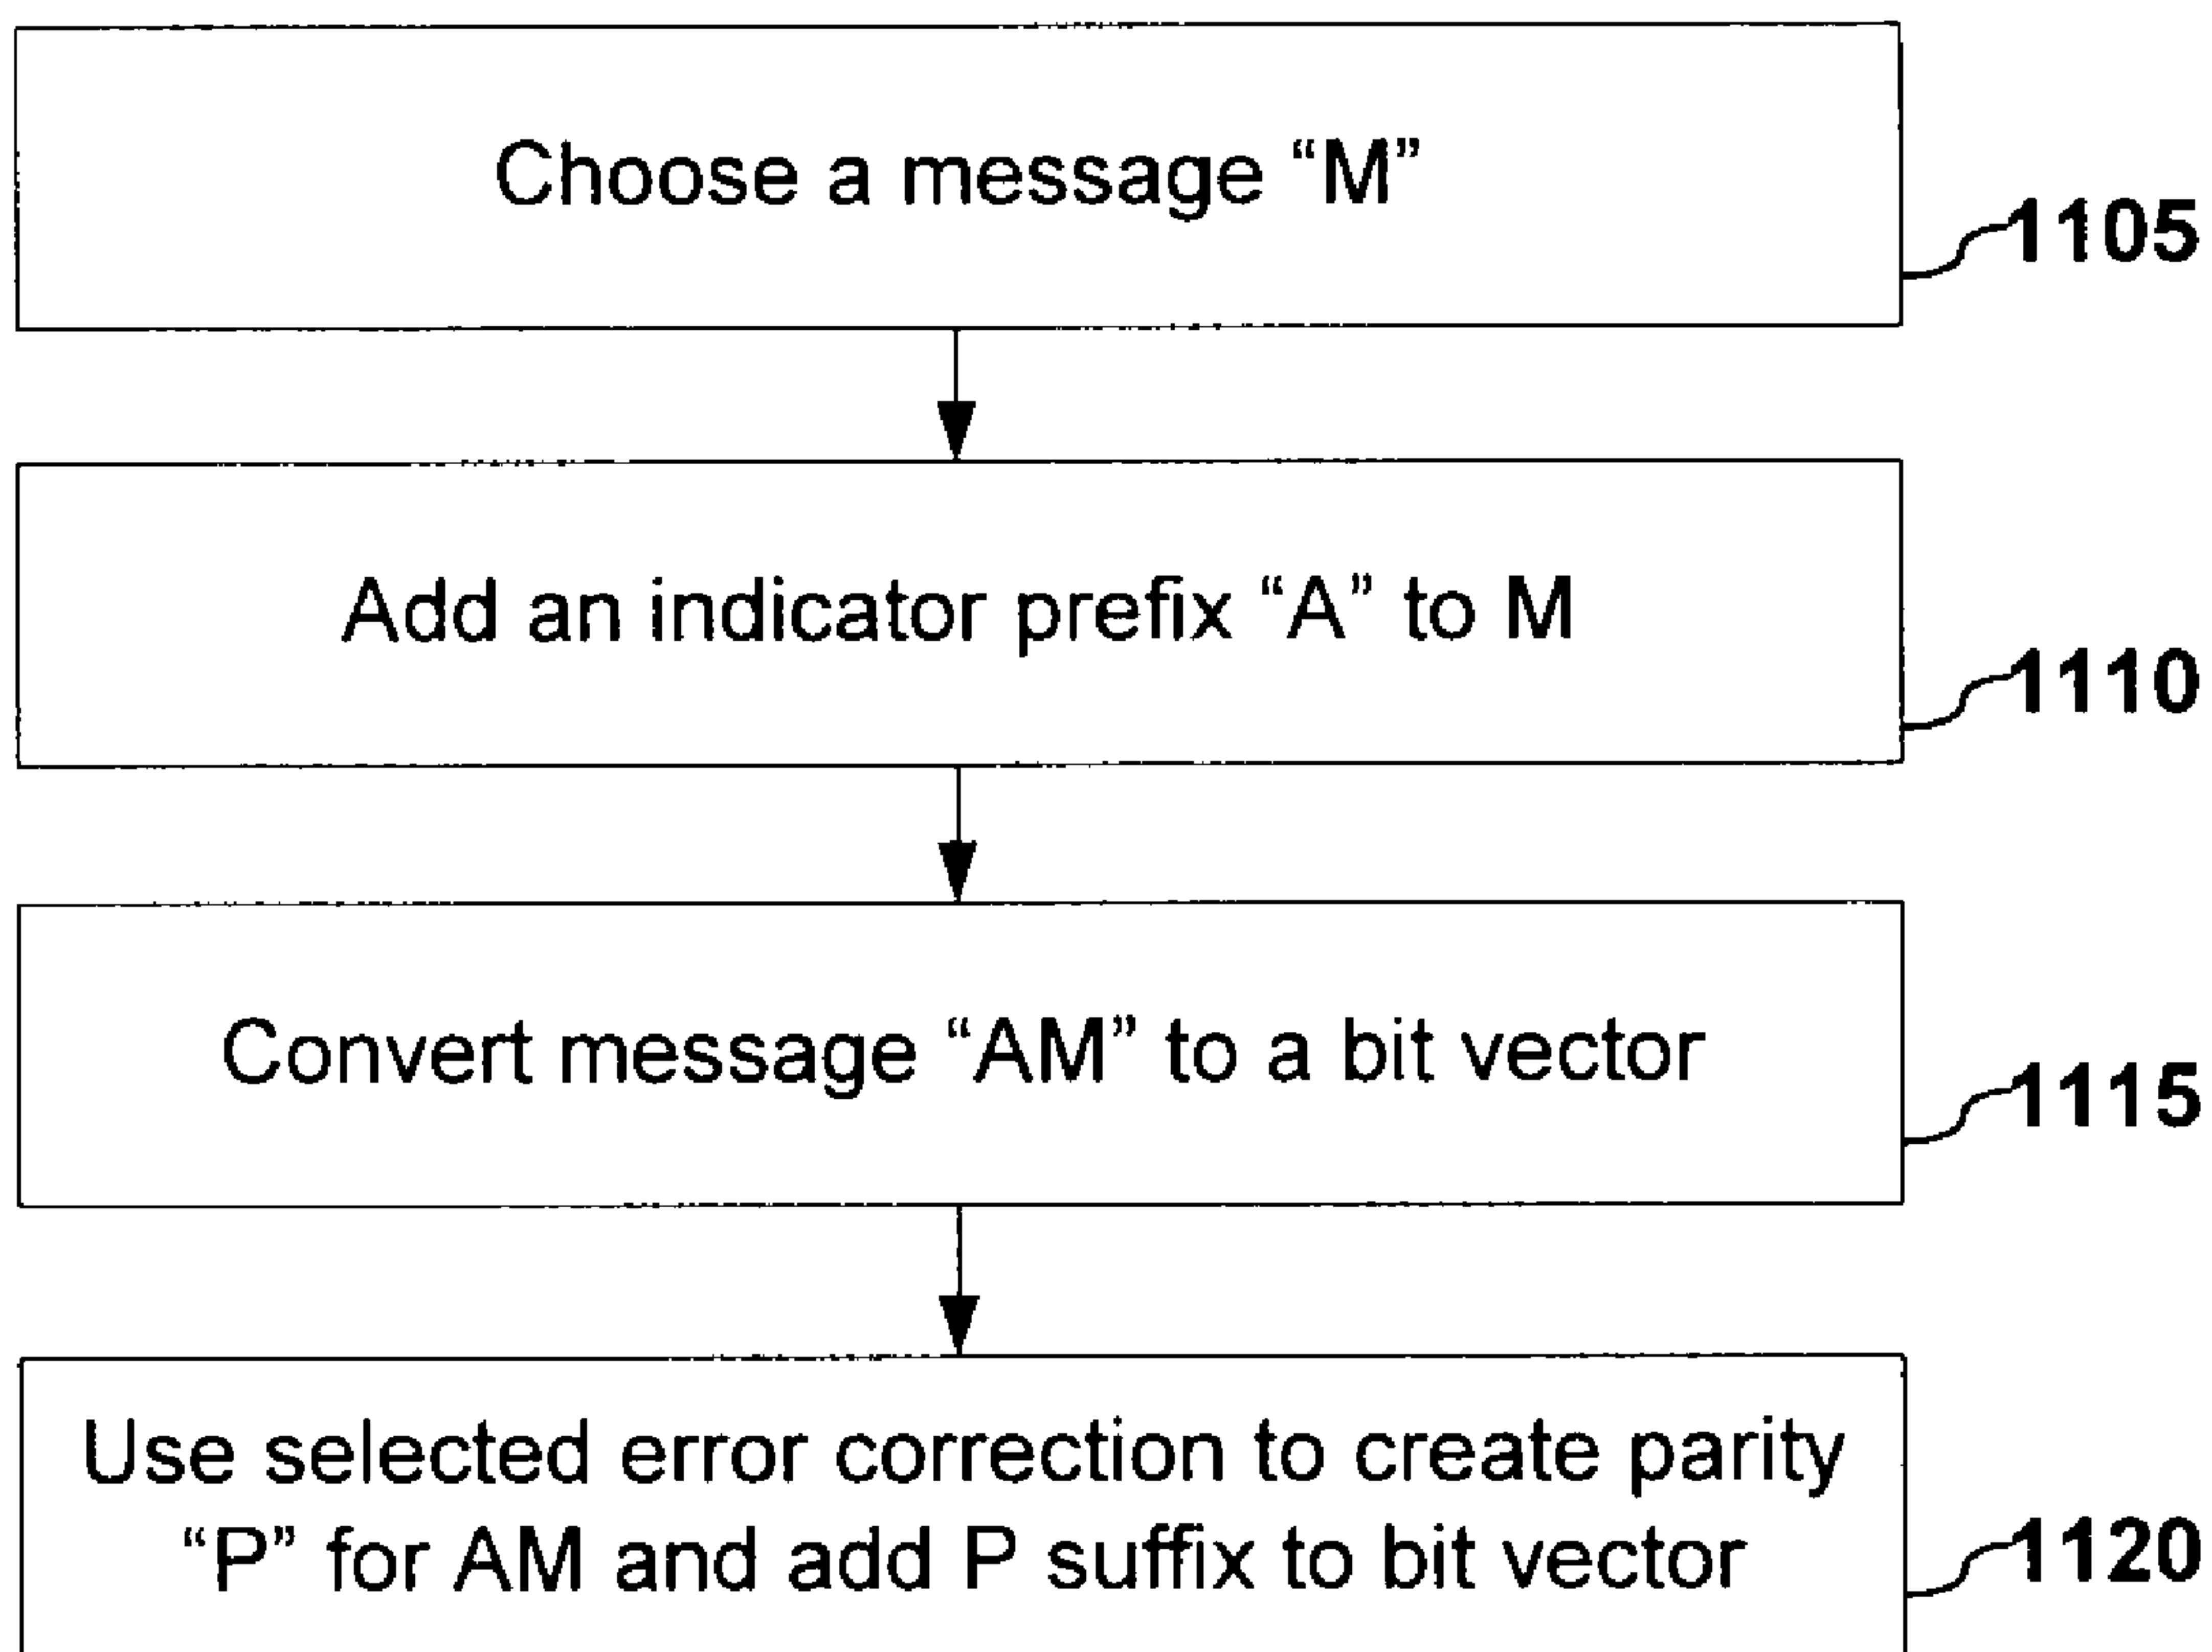 Choose a message “M”
1105
Add an indicator prefix “A” to M
1110
Convert message “AM” to a bit vector
1115
Use selected error correction to create parity
“P” for AM and add P suffix to bit vector
1120